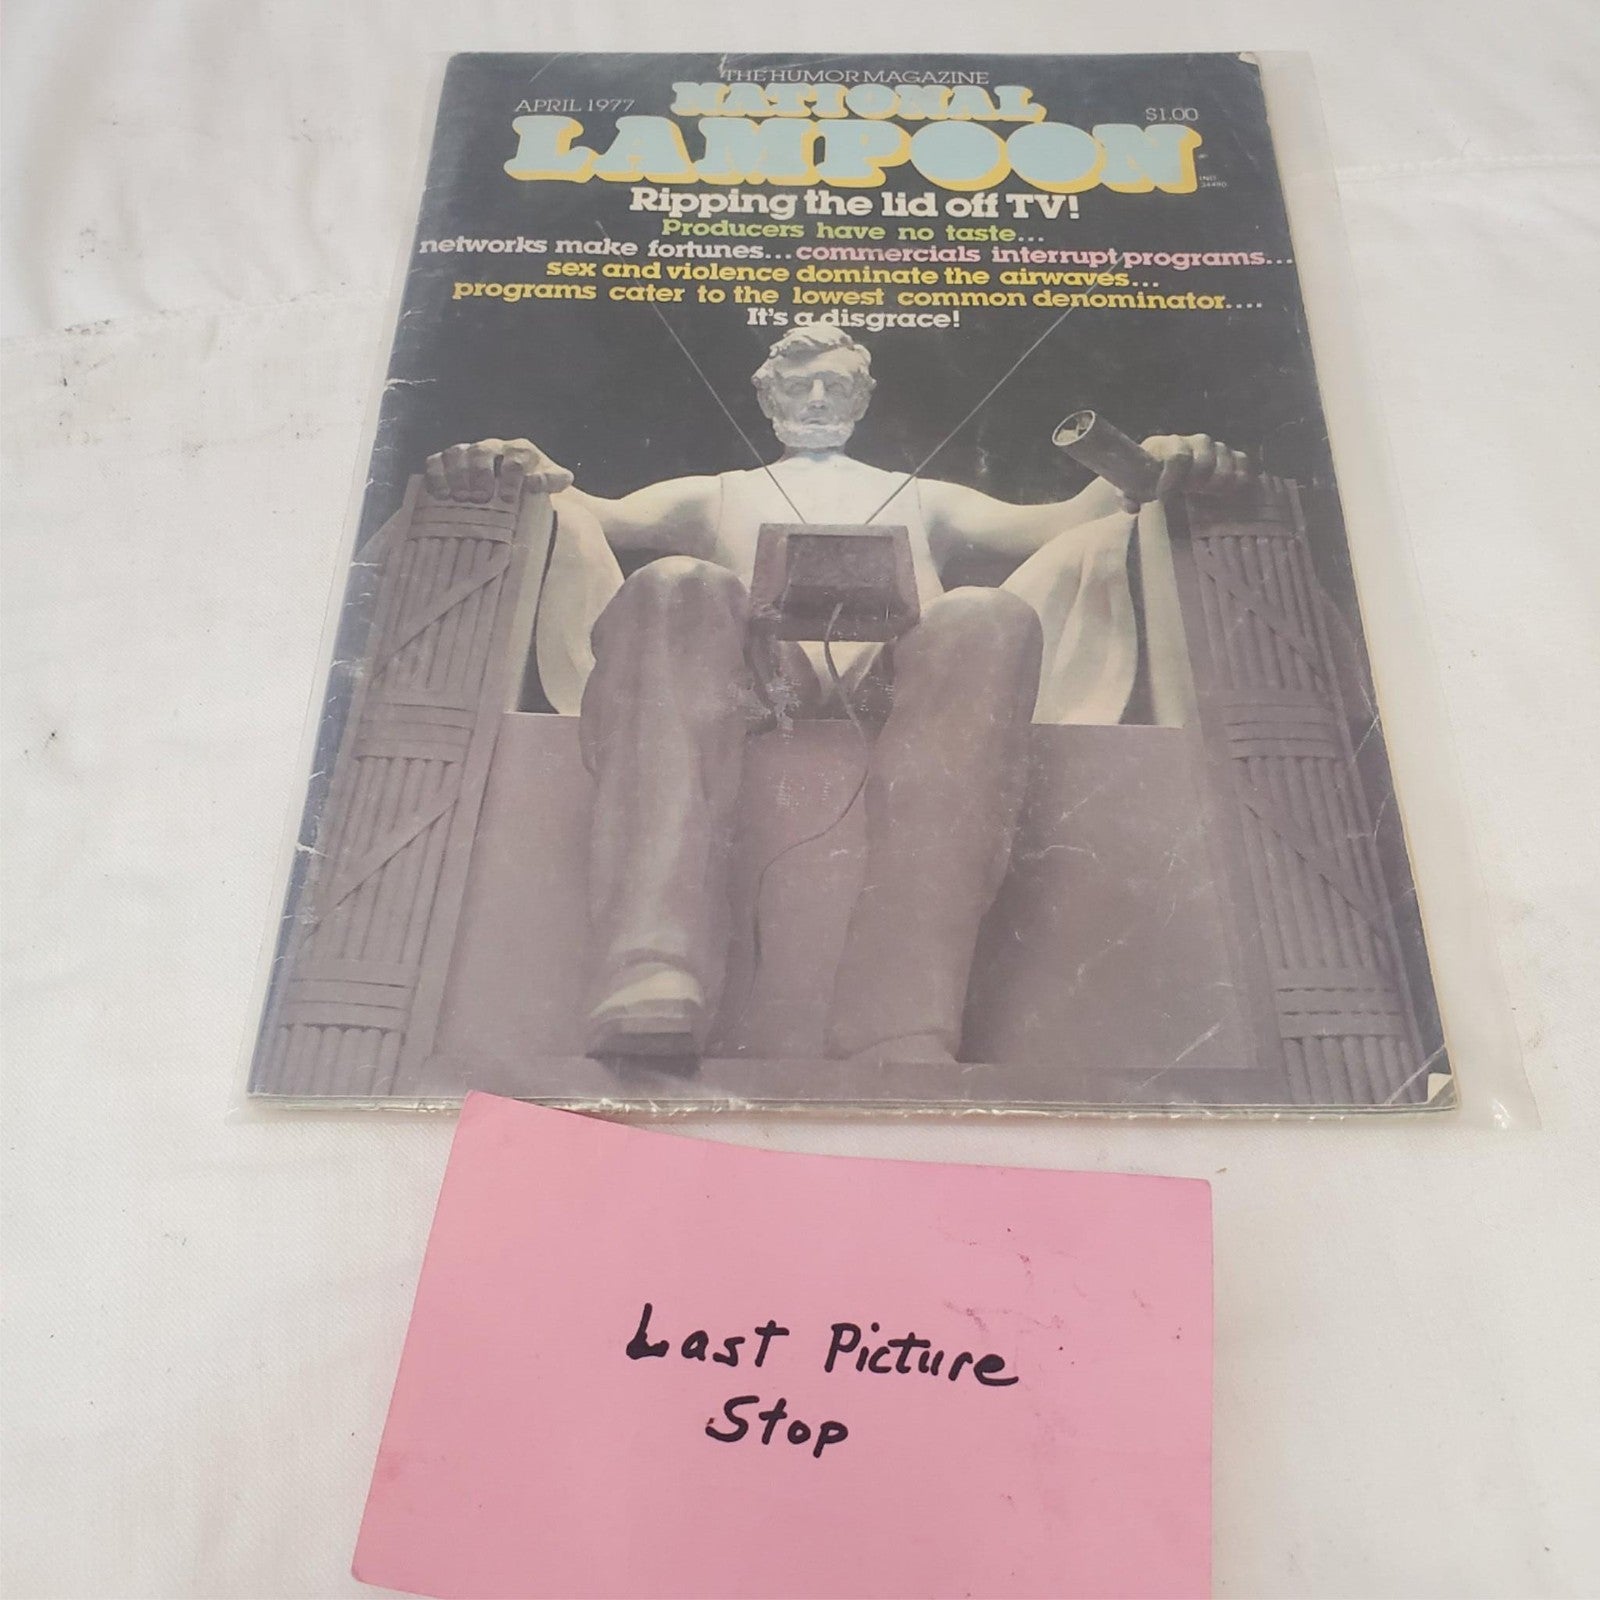 THE HUMOR MAGAZINE
APRIL 1977
NATIONAL
$1.00
LAMPOON
Ripping the lid off TV!
Producers have no taste...
networks make fortunes...commercials interrupt programs...
sex and violence dominate the airwaves...
programs cater to the lowest common denominator....
It's a disgrace!
Last Picture
Stop